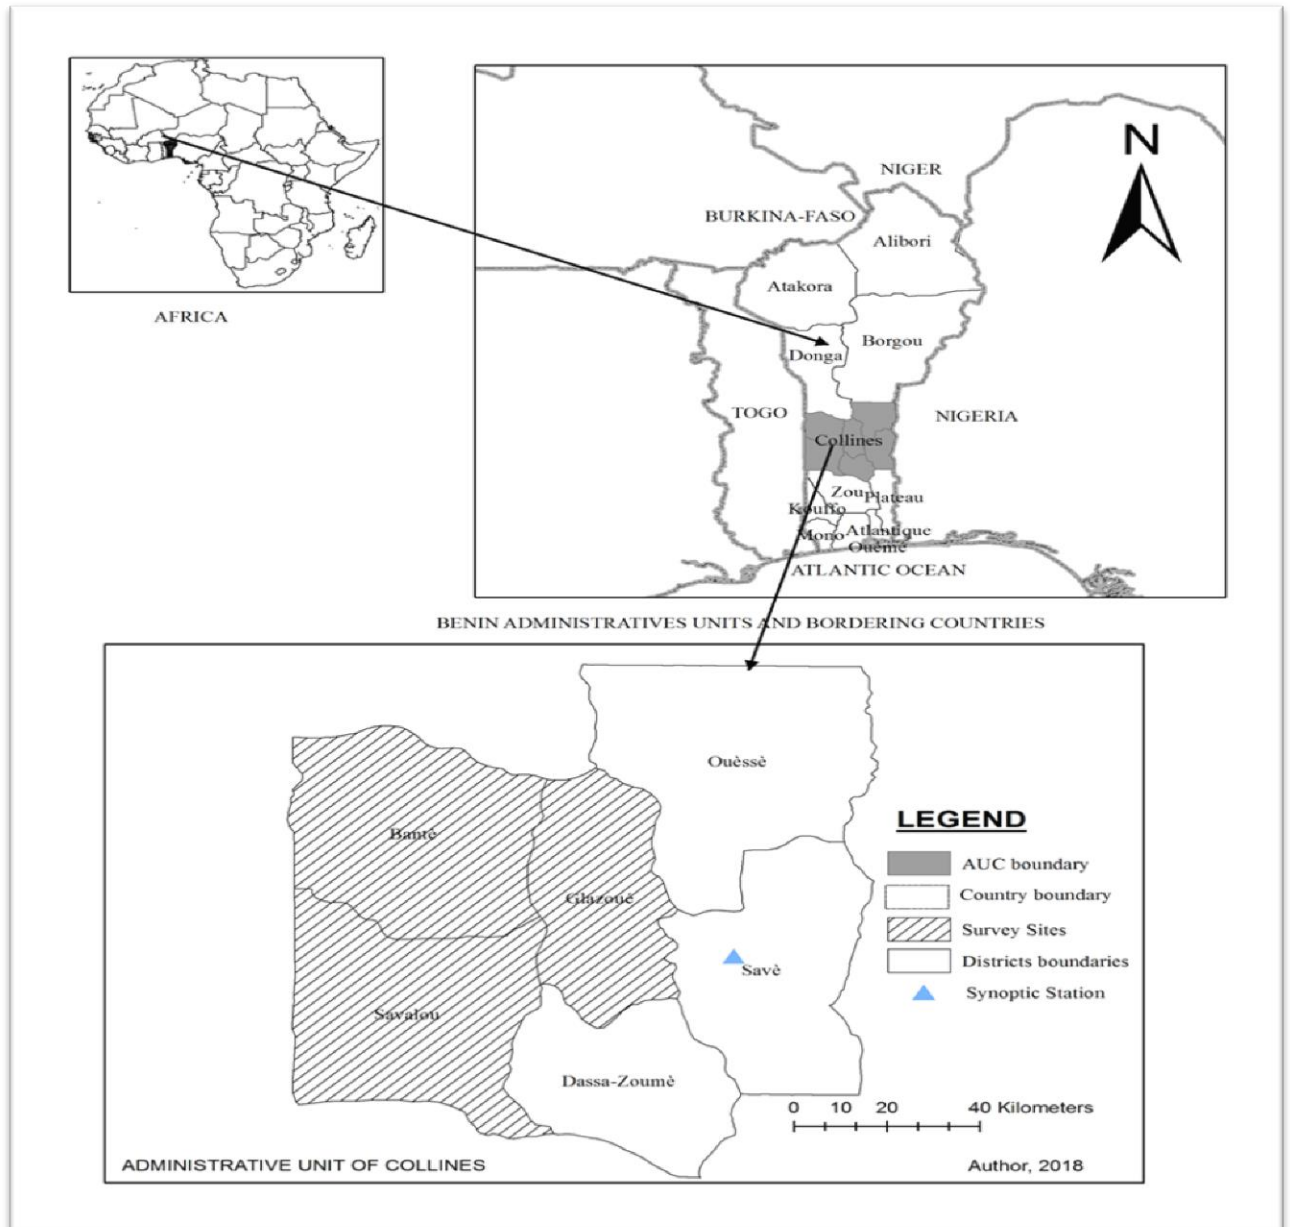 AFRICA
N
NIGER
BURKINA-FASO
Alibori
Atakora
Borgou
Donga
TOGO
NIGERIA
Collines
Zou
Plateau
Kouffo
Mono
Atlantique
Ouémé
ATLANTIC OCEAN
BENIN ADMINISTRATIVES UNITS AND BORDERING COUNTRIES
Ouèssè
Bantè
Glazouè
Savè
Savalou
Dassa-Zoumè
LEGEND
AUC boundary
Country boundary
Survey Sites
Districts boundaries
Synoptic Station
0 10 20 40 Kilometers
ADMINISTRATIVE UNIT OF COLLINES
Author, 2018